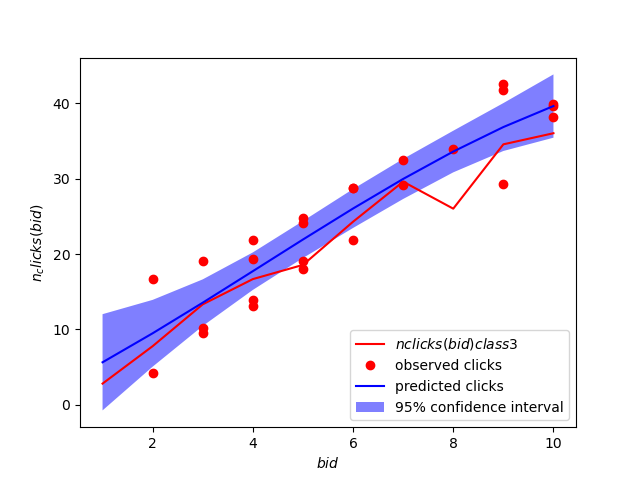 40
30
20
10
0
n_clicks(bid)
nclicks(bid)class3
observed clicks
predicted clicks
95% confidence interval
2 4 6 8 10
bid